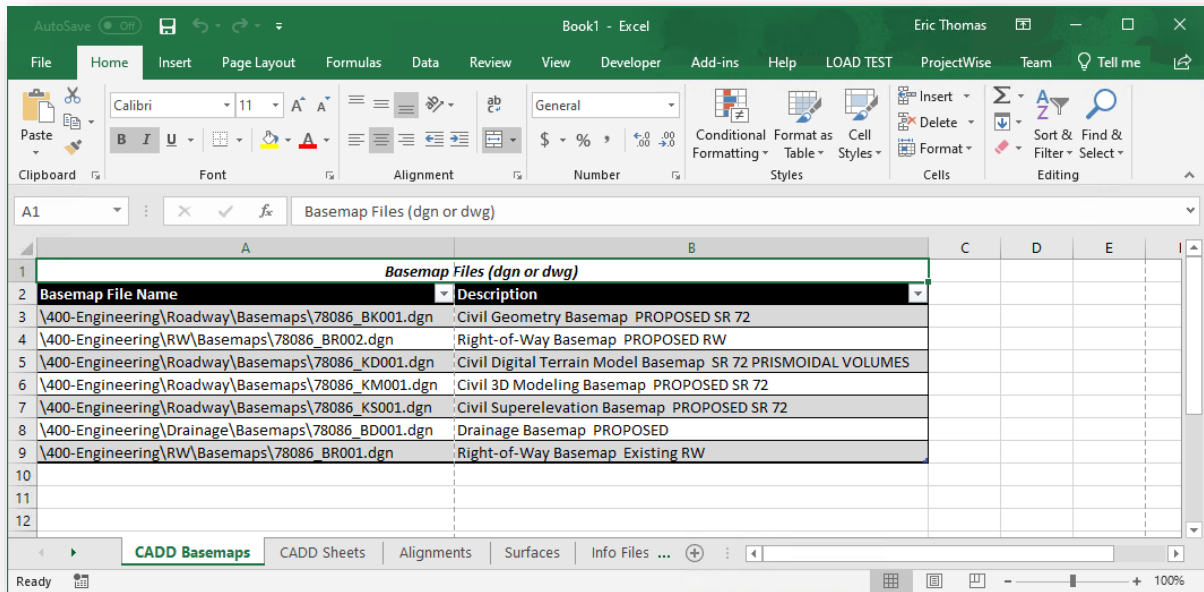 AutoSave Off Book1 - Excel Eric Thomas
File Home Insert Page Layout Formulas Data Review View Developer Add-ins Help LOAD TEST ProjectWise Team Tell me
Paste
Clipboard
Calibri 11
B I U A
Font
ab
Alignment
General
$ % ,
Number
Conditional Formatting
Format as Table
Cell Styles
Styles
Insert
Delete
Format
Cells
Sort & Filter
Find & Select
Editing
A1 fx Basemap Files (dgn or dwg)
A B C D E
1 Basemap Files (dgn or dwg)
2 Basemap File Name Description
3 \400-Engineering\Roadway\Basemaps\78086_BK001.dgn Civil Geometry Basemap PROPOSED SR 72
4 \400-Engineering\RW\Basemaps\78086_BR002.dgn Right-of-Way Basemap PROPOSED RW
5 \400-Engineering\Roadway\Basemaps\78086_KD001.dgn Civil Digital Terrain Model Basemap SR 72 PRISMOIDAL VOLUMES
6 \400-Engineering\Roadway\Basemaps\78086_KM001.dgn Civil 3D Modeling Basemap PROPOSED SR 72
7 \400-Engineering\Roadway\Basemaps\78086_KS001.dgn Civil Superelevation Basemap PROPOSED SR 72
8 \400-Engineering\Drainage\Basemaps\78086_BD001.dgn Drainage Basemap PROPOSED
9 \400-Engineering\RW\Basemaps\78086_BR001.dgn Right-of-Way Basemap Existing RW
10
11
12
CADD Basemaps CADD Sheets Alignments Surfaces Info Files ...
Ready 100%